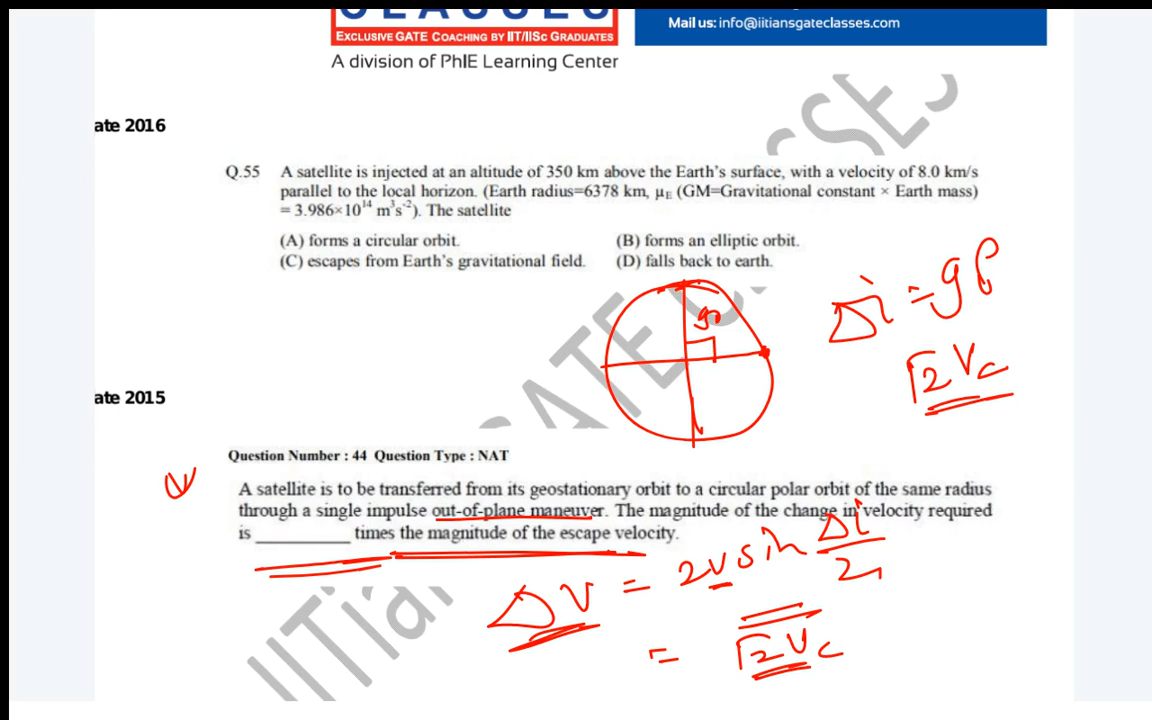 CLASSES
EXCLUSIVE GATE COACHING BY IIT/IISc GRADUATES
A division of PhIE Learning Center
Mail us: info@iitiansgateclasses.com
ate 2016
Q.55 A satellite is injected at an altitude of 350 km above the Earth's surface, with a velocity of 8.0 km/s
parallel to the local horizon. (Earth radius=6378 km, μE (GM=Gravitational constant × Earth mass)
= 3.986×10¹⁴ m³s⁻²). The satellite
(A) forms a circular orbit. (B) forms an elliptic orbit.
(C) escapes from Earth's gravitational field. (D) falls back to earth.
90
Δi = 90
√2 Vc
ate 2015
Question Number : 44 Question Type : NAT
A satellite is to be transferred from its geostationary orbit to a circular polar orbit of the same radius
through a single impulse out-of-plane maneuver. The magnitude of the change in velocity required
is __________ times the magnitude of the escape velocity.
ΔV = 2V sin Δi/2
= √2 Vc